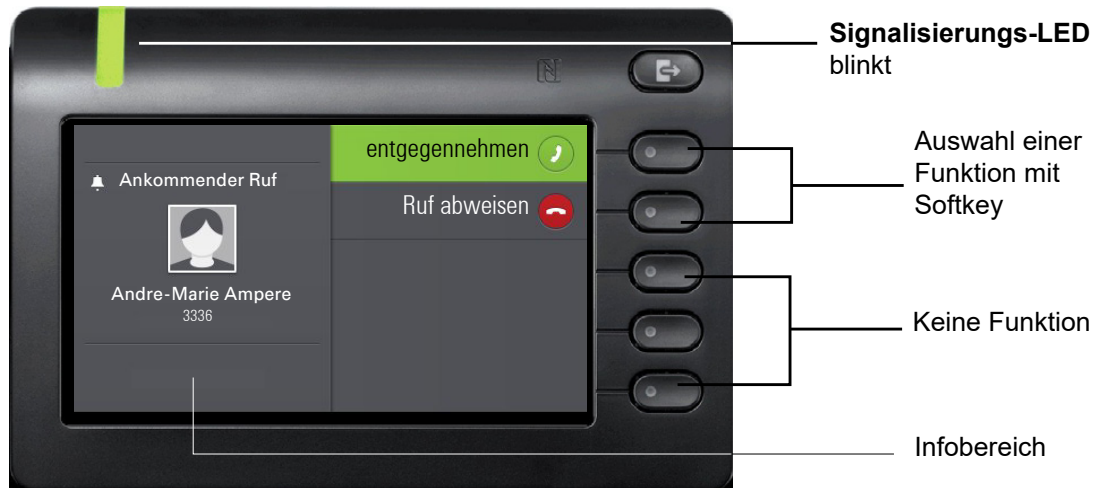 Signalisierungs-LED
blinkt
entgegennehmen
Auswahl einer
Funktion mit
Softkey
Ankommender Ruf
Ruf abweisen
Andre-Marie Ampere
3336
Keine Funktion
Infobereich